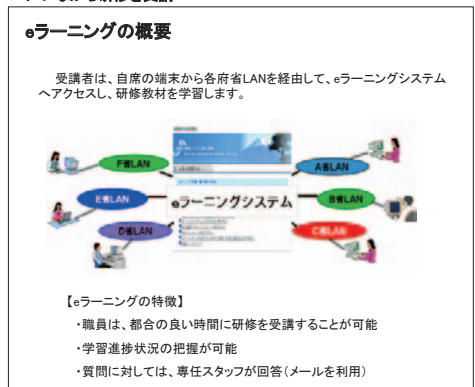 eラーニングの概要
受講者は、自席の端末から各府省LANを経由して、eラーニングシステム
へアクセスし、研修教材を学習します。
F省LAN
A省LAN
E省LAN
eラーニングシステム
B省LAN
D省LAN
C省LAN
【eラーニングの特徴】
・職員は、都合の良い時間に研修を受講することが可能
・学習進捗状況の把握が可能
・質問に対しては、専任スタッフが回答（メールを利用）